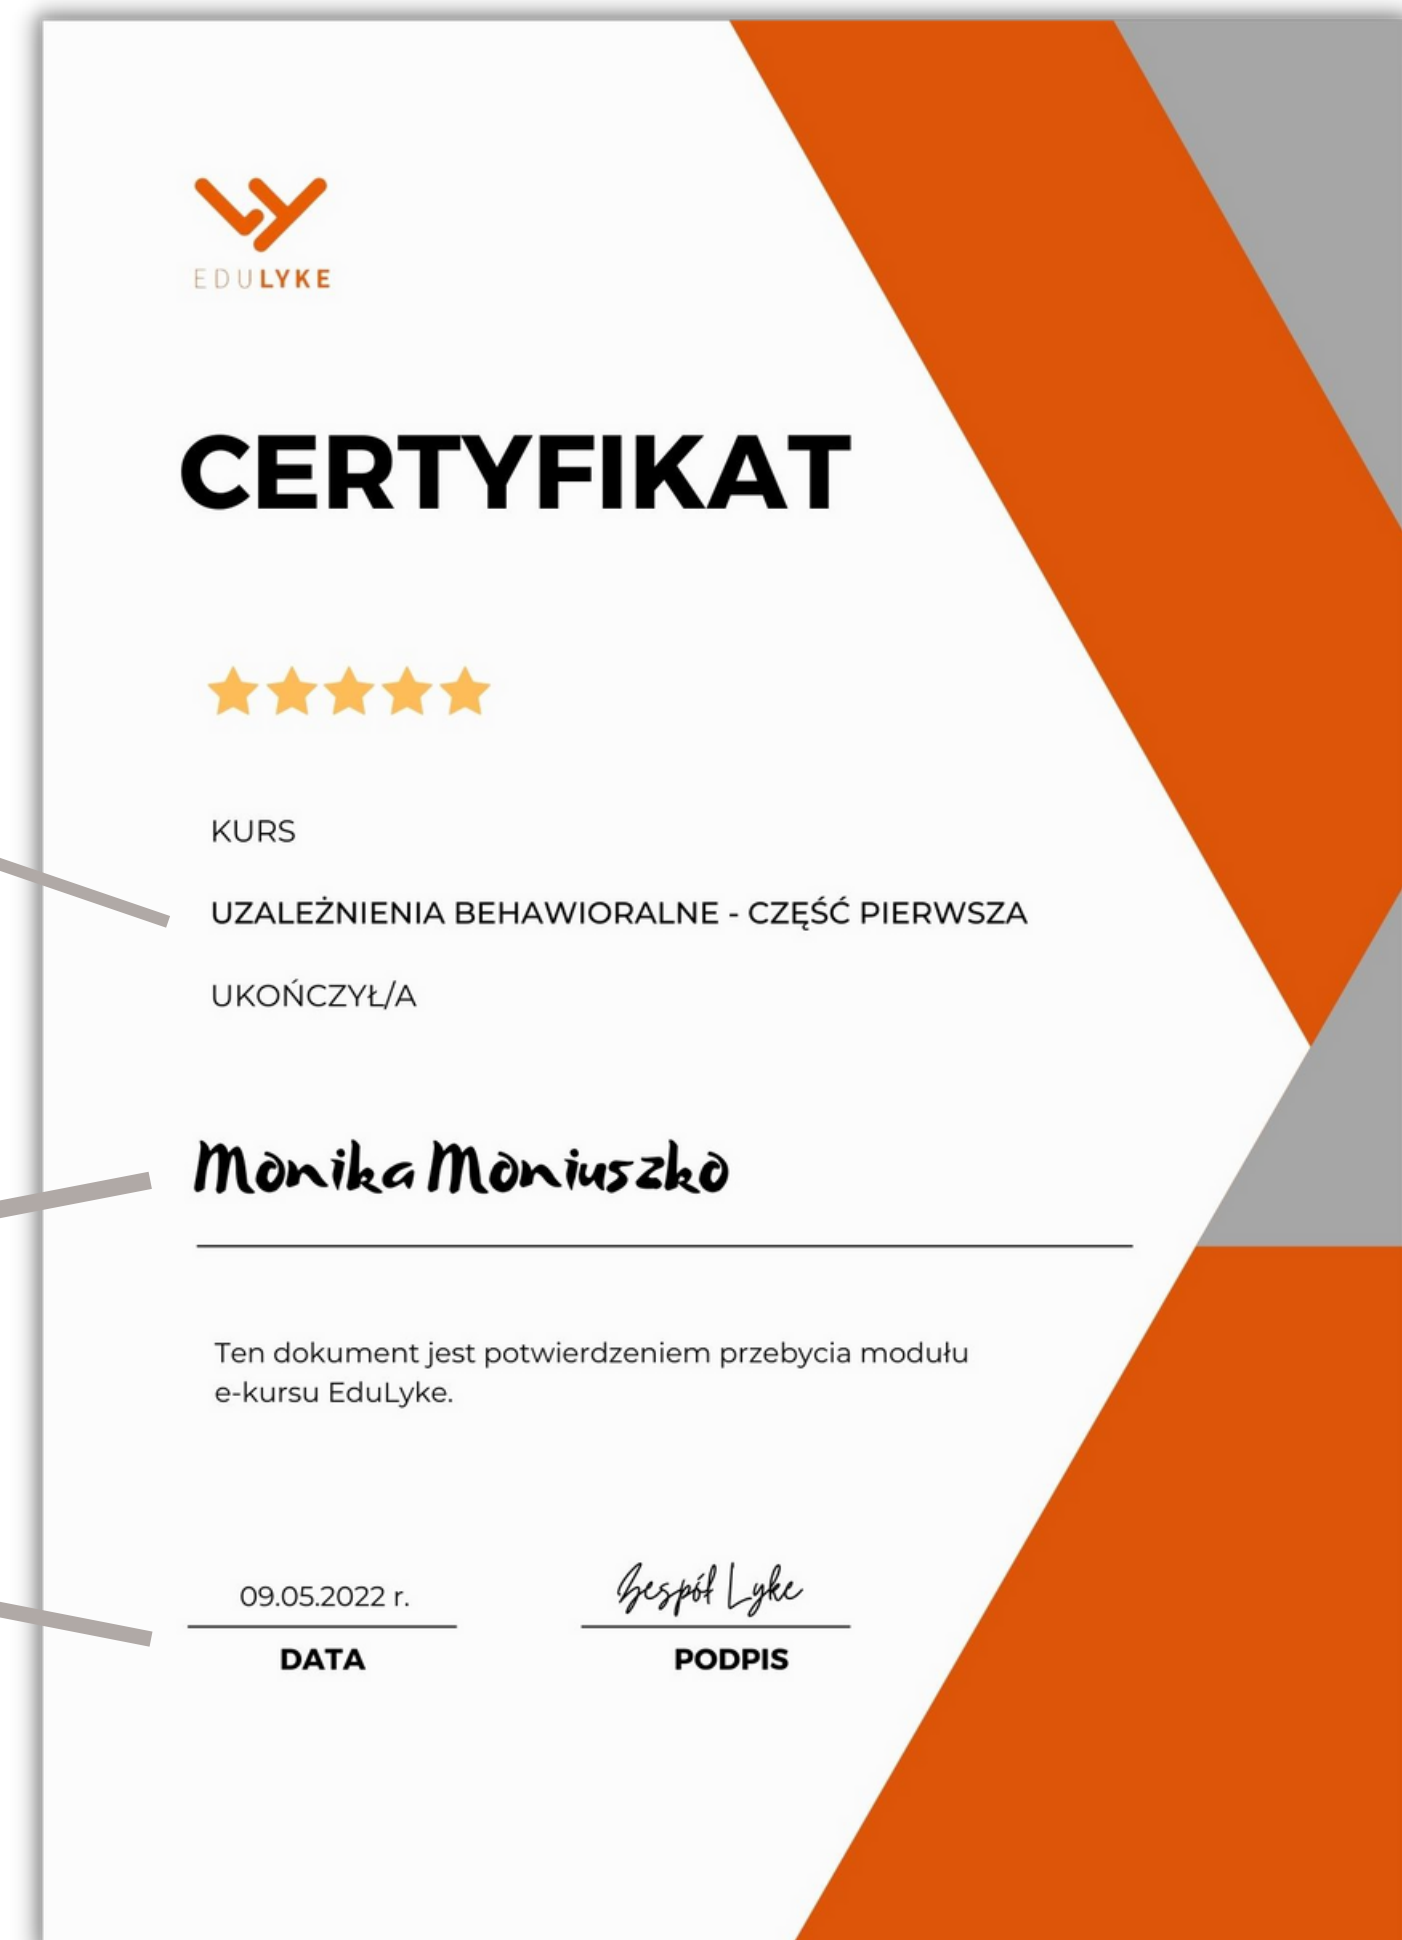 EDULYKE
CERTYFIKAT
KURS
UZALEŻNIENIA BEHAWIORALNE - CZĘŚĆ PIERWSZA
UKOŃCZYŁ/A
Monika Moniuszko
Ten dokument jest potwierdzeniem przebycia modułu
e-kursu EduLyke.
09.05.2022 r.
Zespół Lyke
DATA
PODPIS